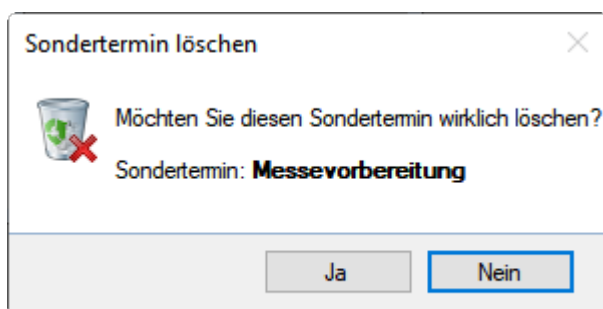 Sondertermin löschen
Möchten Sie diesen Sondertermin wirklich löschen?
Sondertermin: Messevorbereitung
Ja
Nein